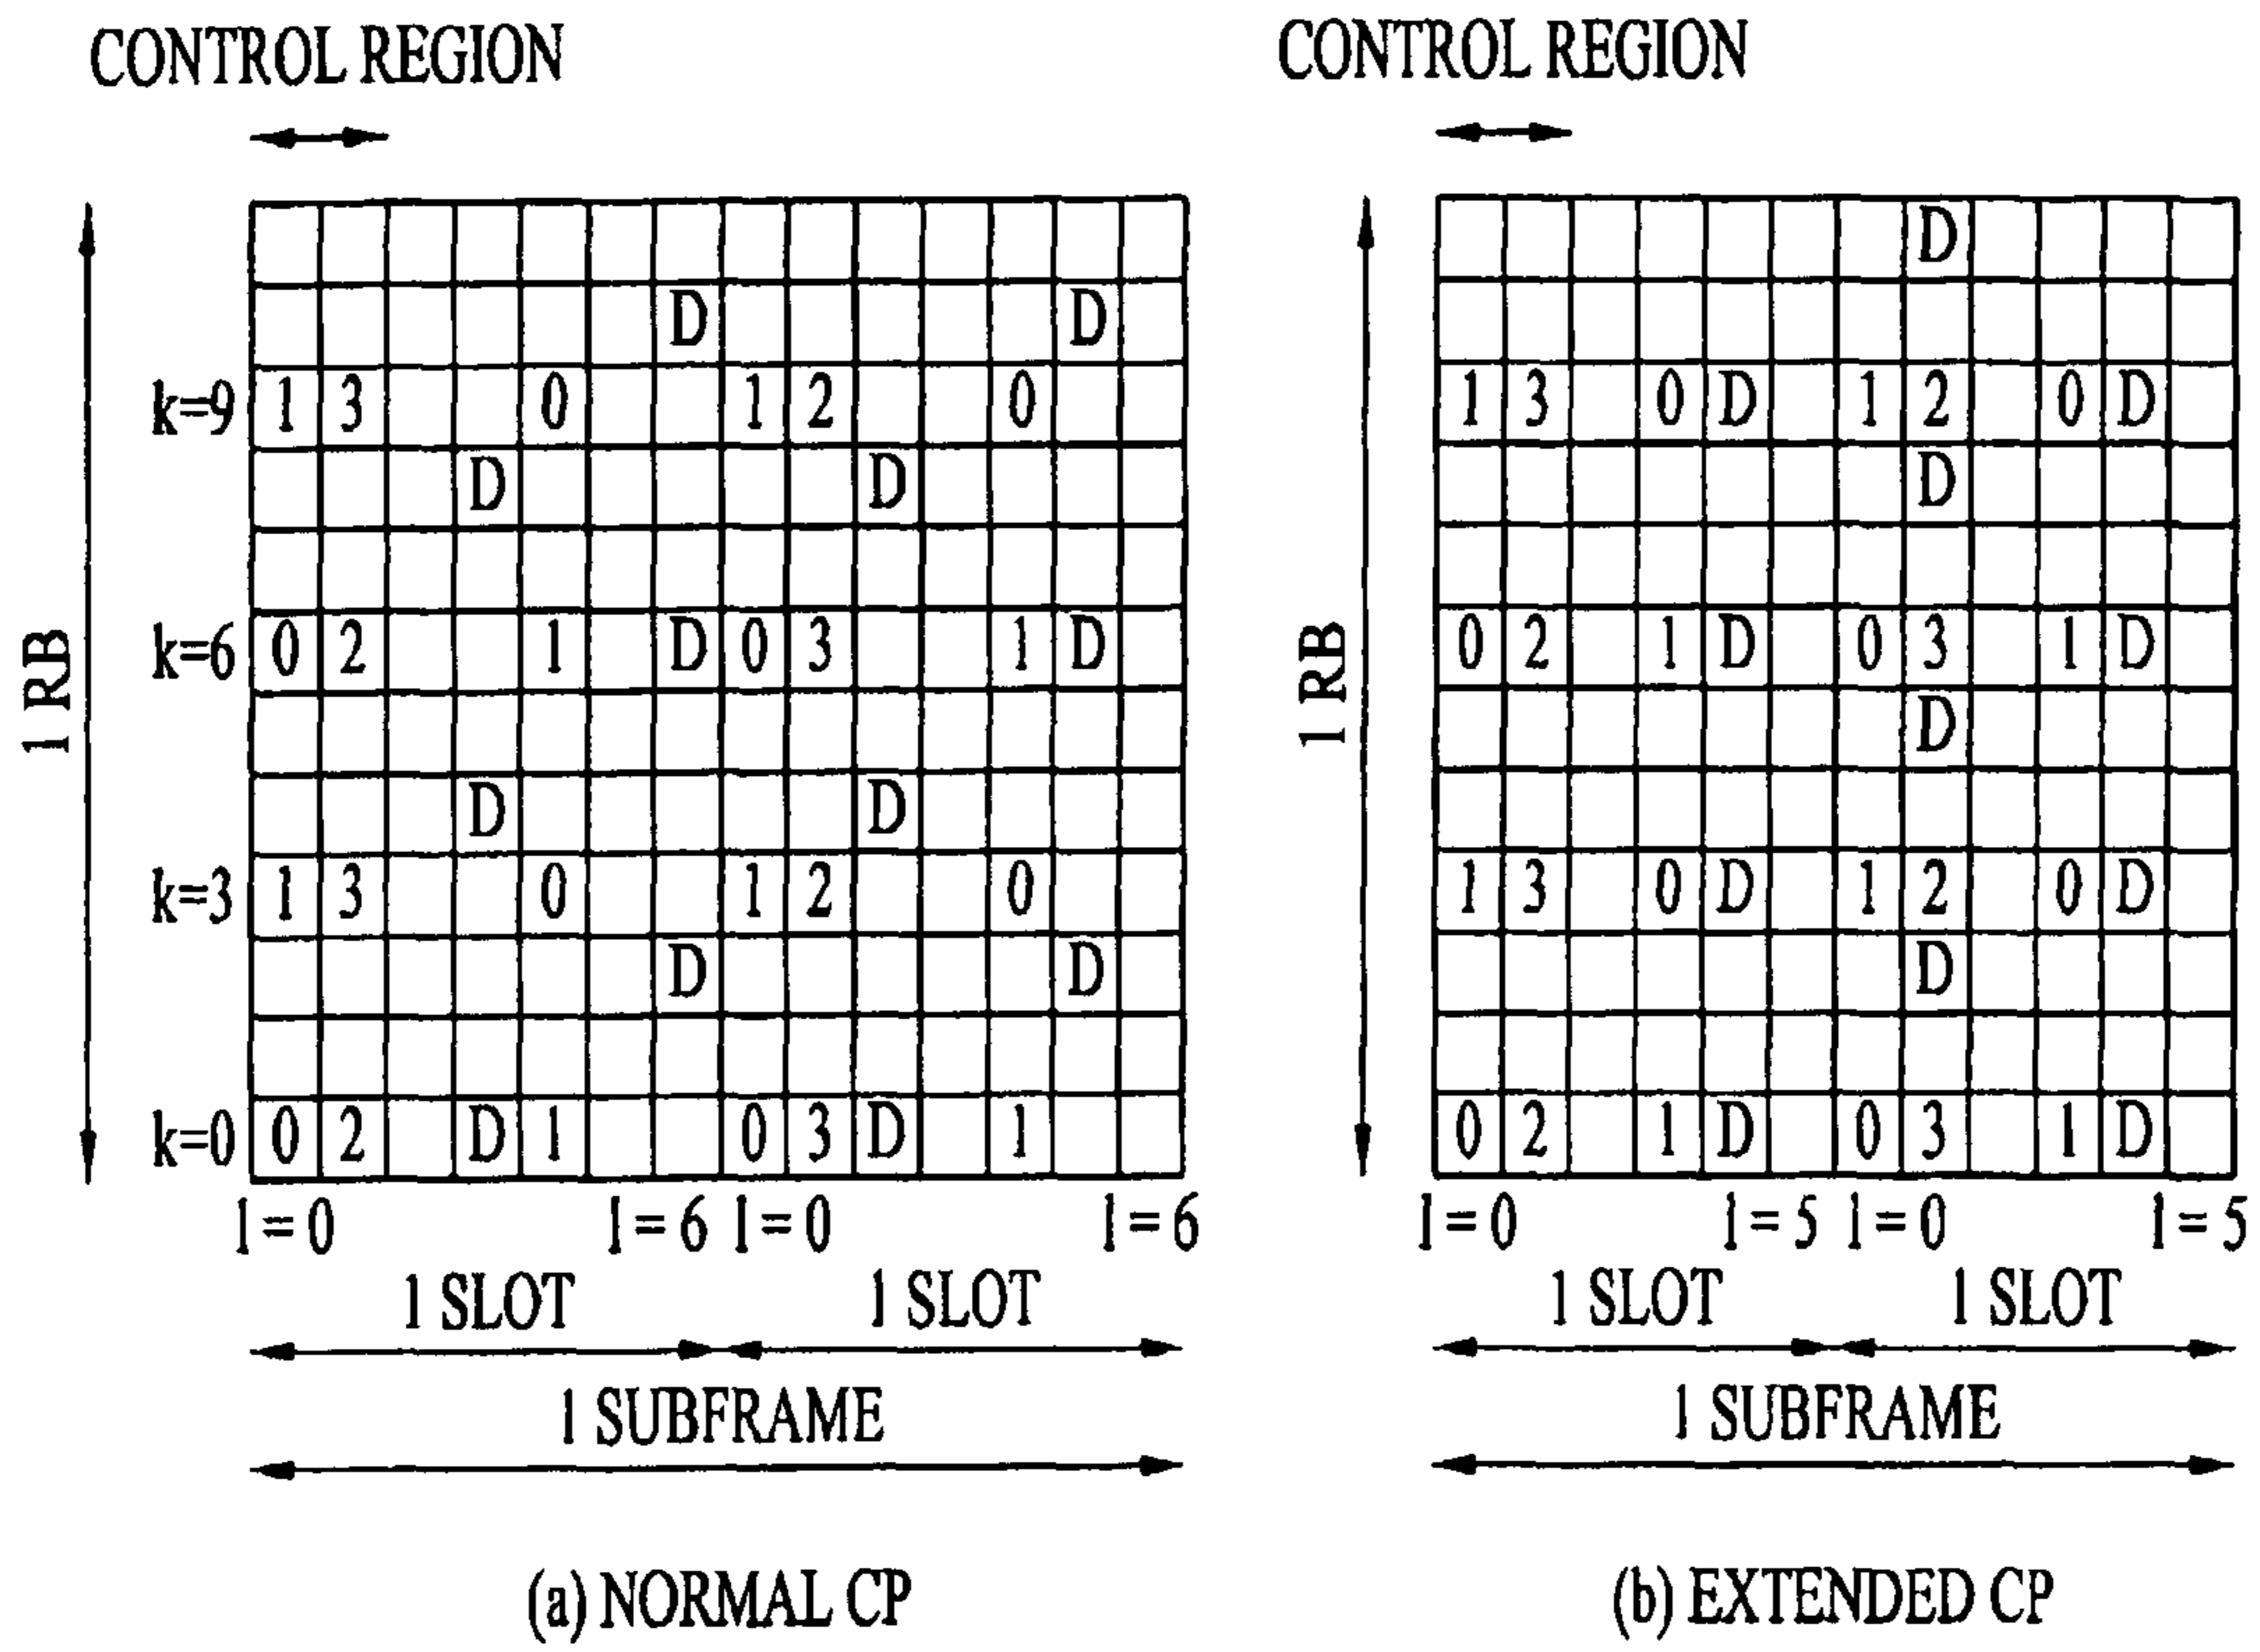 CONTROL REGION
1 RB
D D
k=9 1 3 0 1 2 0
D D
k=6 0 2 1 D 0 3 1 D
D D
k=3 1 3 0 1 2 0
D D
k=0 0 2 D 1 0 3 D 1
l=0 l=6 l=0 l=6
1 SLOT 1 SLOT
1 SUBFRAME
(a) NORMAL CP
CONTROL REGION
1 RB
D
1 3 0 D 1 2 0 D
D
0 2 1 D 0 3 1 D
D
1 3 0 D 1 2 0 D
D
0 2 1 D 0 3 1 D
l=0 l=5 l=0 l=5
1 SLOT 1 SLOT
1 SUBFRAME
(b) EXTENDED CP